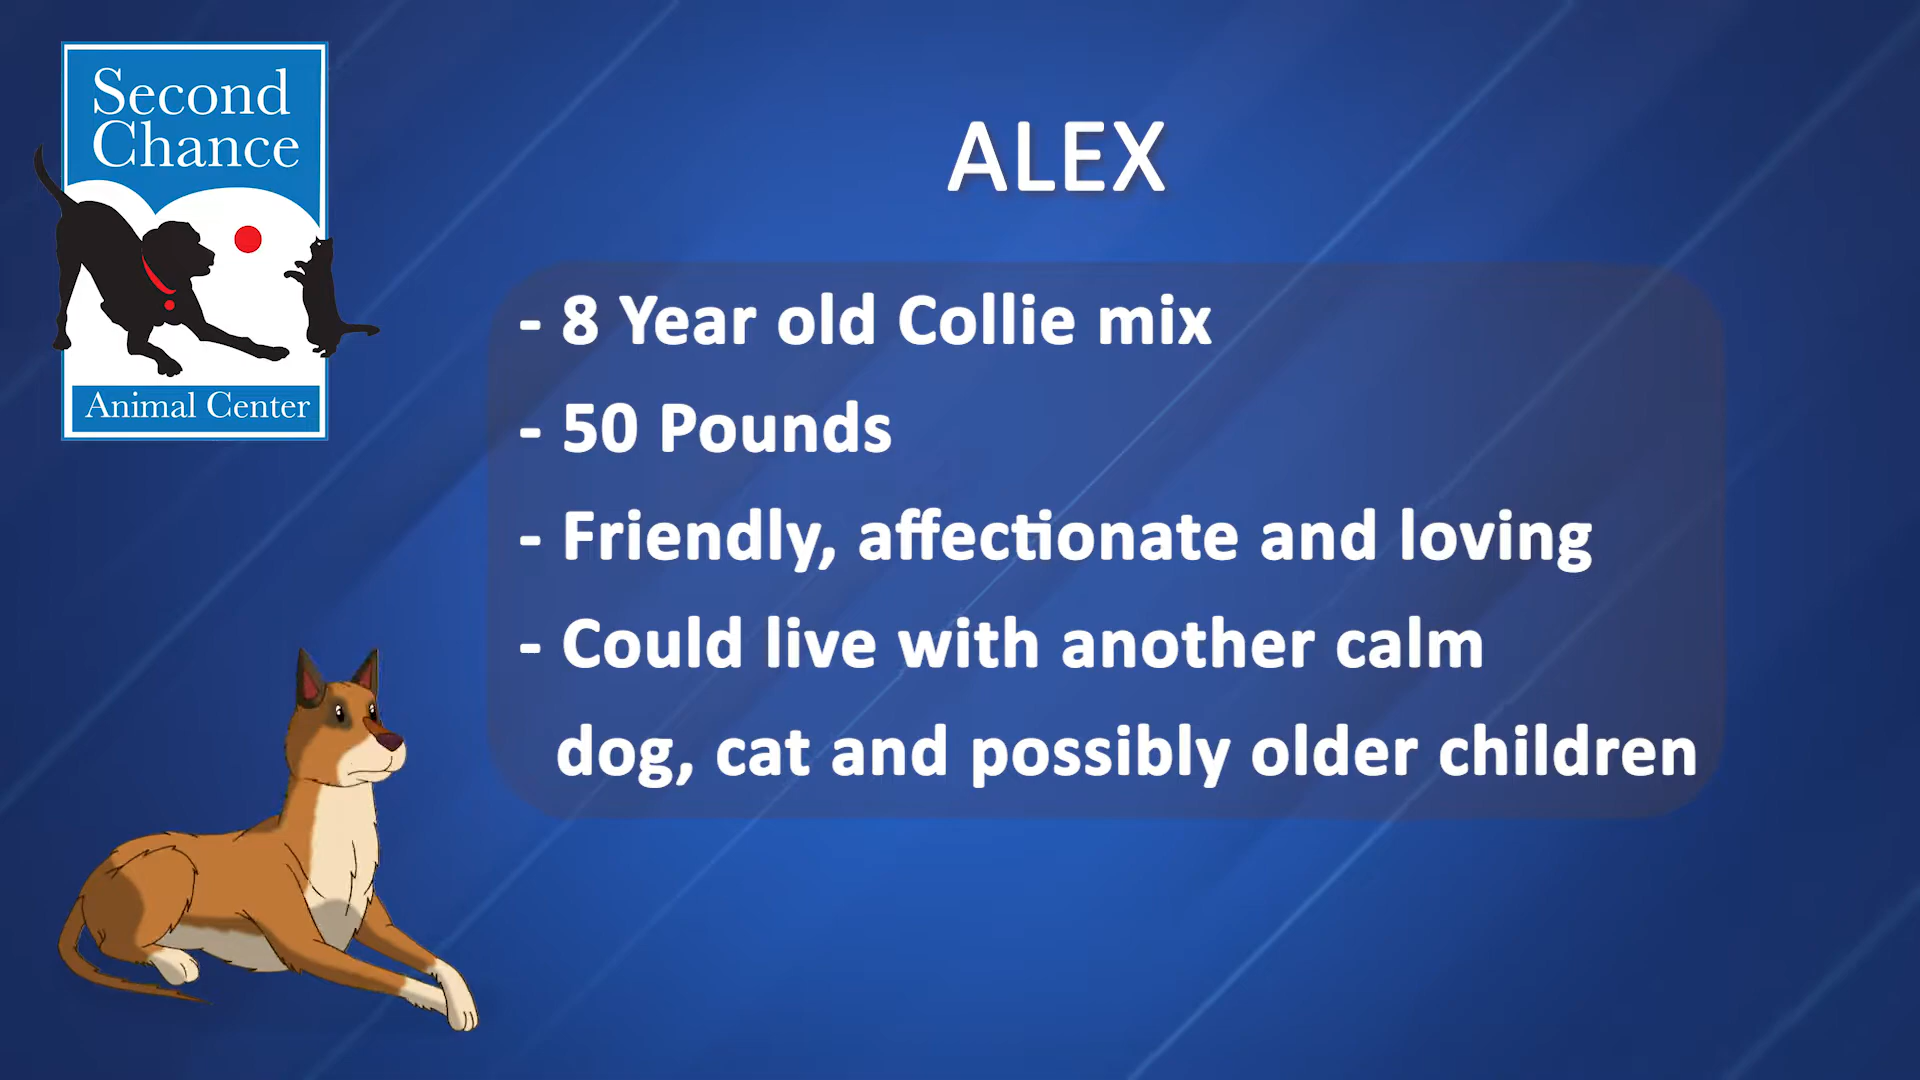 Second
Chance
Animal Center
ALEX
- 8 Year old Collie mix
- 50 Pounds
- Friendly, affectionate and loving
- Could live with another calm
dog, cat and possibly older children